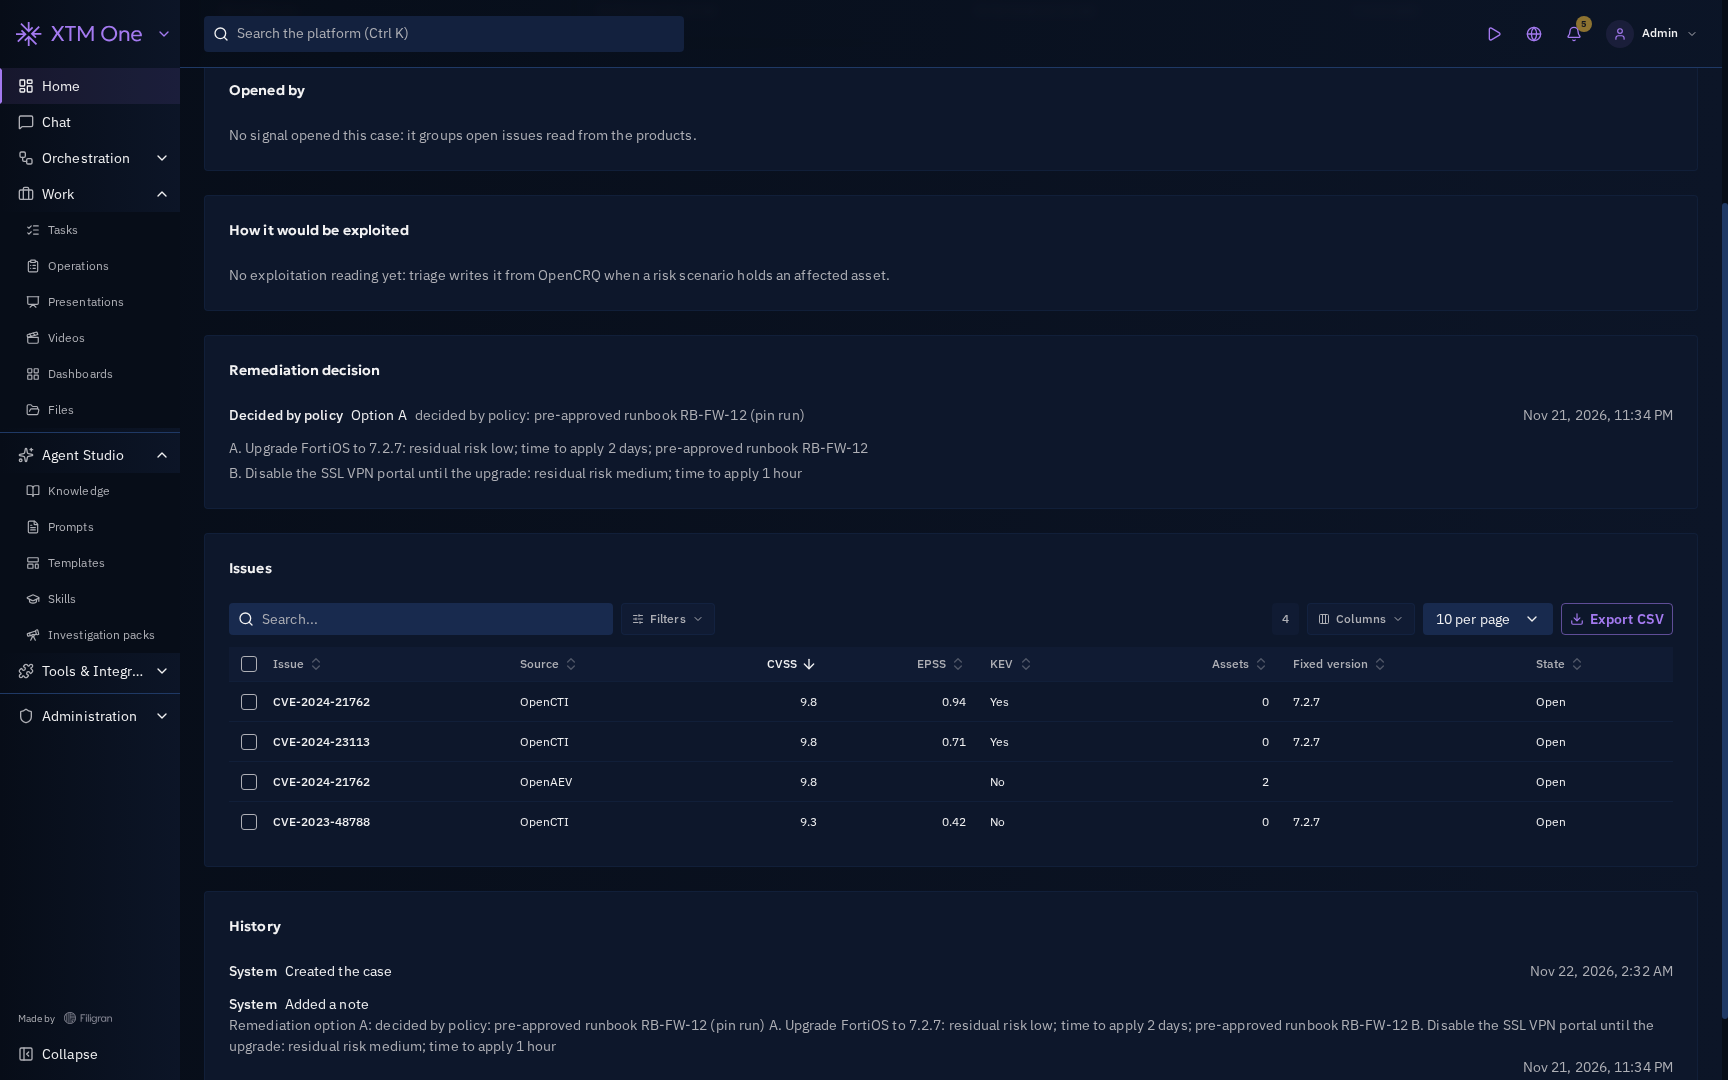 XTM One
Search the platform (Ctrl K)
5
Admin
Home
Chat
Orchestration
Work
Tasks
Operations
Presentations
Videos
Dashboards
Files
Agent Studio
Knowledge
Prompts
Templates
Skills
Investigation packs
Tools & Integr...
Administration
Made by Filigran
Collapse
Opened by
No signal opened this case: it groups open issues read from the products.
How it would be exploited
No exploitation reading yet: triage writes it from OpenCRQ when a risk scenario holds an affected asset.
Remediation decision
Decided by policy Option A decided by policy: pre-approved runbook RB-FW-12 (pin run) Nov 21, 2026, 11:34 PM
A. Upgrade FortiOS to 7.2.7: residual risk low; time to apply 2 days; pre-approved runbook RB-FW-12
B. Disable the SSL VPN portal until the upgrade: residual risk medium; time to apply 1 hour
Issues
Search... Filters 4 Columns 10 per page Export CSV
Issue Source CVSS EPSS KEV Assets Fixed version State
CVE-2024-21762 OpenCTI 9.8 0.94 Yes 0 7.2.7 Open
CVE-2024-23113 OpenCTI 9.8 0.71 Yes 0 7.2.7 Open
CVE-2024-21762 OpenAEV 9.8 No 2 Open
CVE-2023-48788 OpenCTI 9.3 0.42 No 0 7.2.7 Open
History
System Created the case Nov 22, 2026, 2:32 AM
System Added a note
Remediation option A: decided by policy: pre-approved runbook RB-FW-12 (pin run) A. Upgrade FortiOS to 7.2.7: residual risk low; time to apply 2 days; pre-approved runbook RB-FW-12 B. Disable the SSL VPN portal until the
upgrade: residual risk medium; time to apply 1 hour
Nov 21, 2026, 11:34 PM